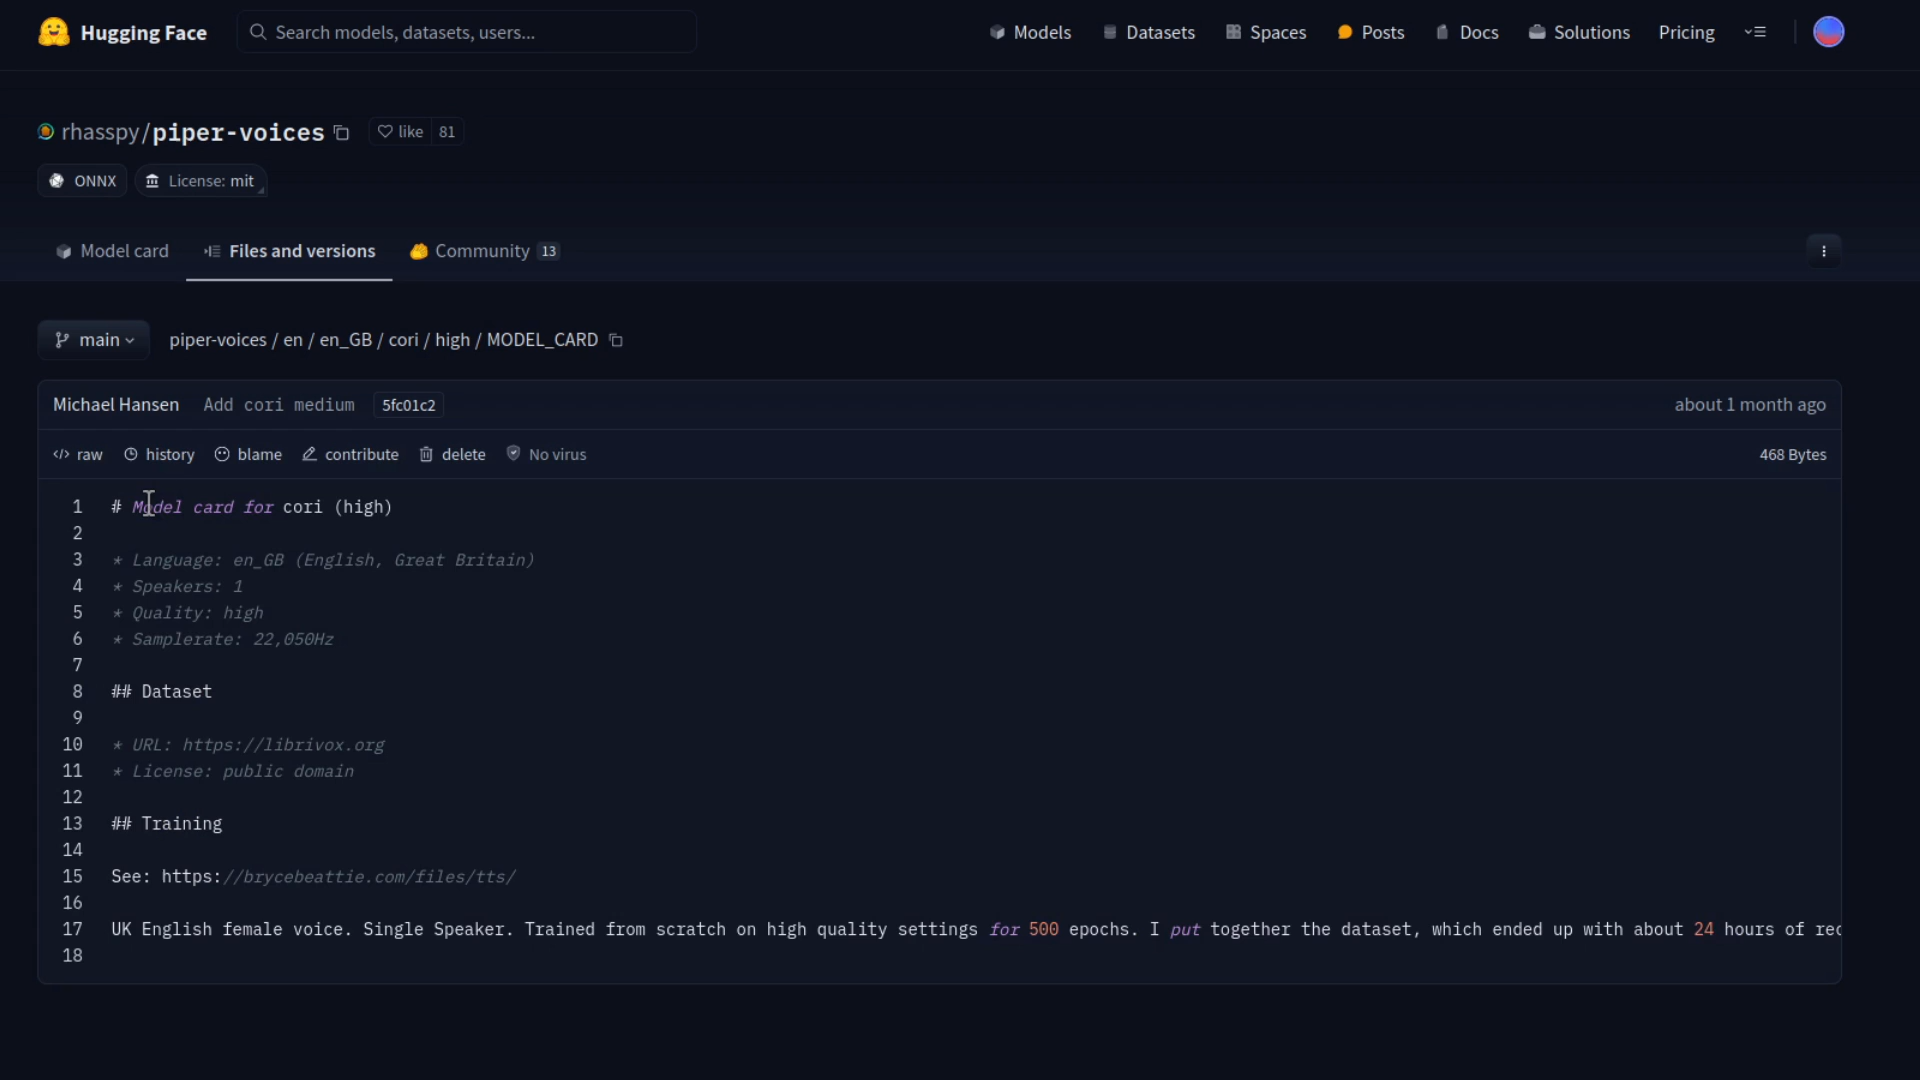 Hugging Face
Search models, datasets, users...
Models
Datasets
Spaces
Posts
Docs
Solutions
Pricing
rhasspy/piper-voices
like 81
ONNX
License: mit
Model card
Files and versions
Community 13
main
piper-voices / en / en_GB / cori / high / MODEL_CARD
Michael Hansen Add cori medium 5fc01c2 about 1 month ago
raw history blame contribute delete No virus 468 Bytes
1 # Model card for cori (high)
2
3 * Language: en_GB (English, Great Britain)
4 * Speakers: 1
5 * Quality: high
6 * Samplerate: 22,050Hz
7
8 ## Dataset
9
10 * URL: https://librivox.org
11 * License: public domain
12
13 ## Training
14
15 See: https://brycebeattie.com/files/tts/
16
17 UK English female voice. Single Speaker. Trained from scratch on high quality settings for 500 epochs. I put together the dataset, which ended up with about 24 hours of
18